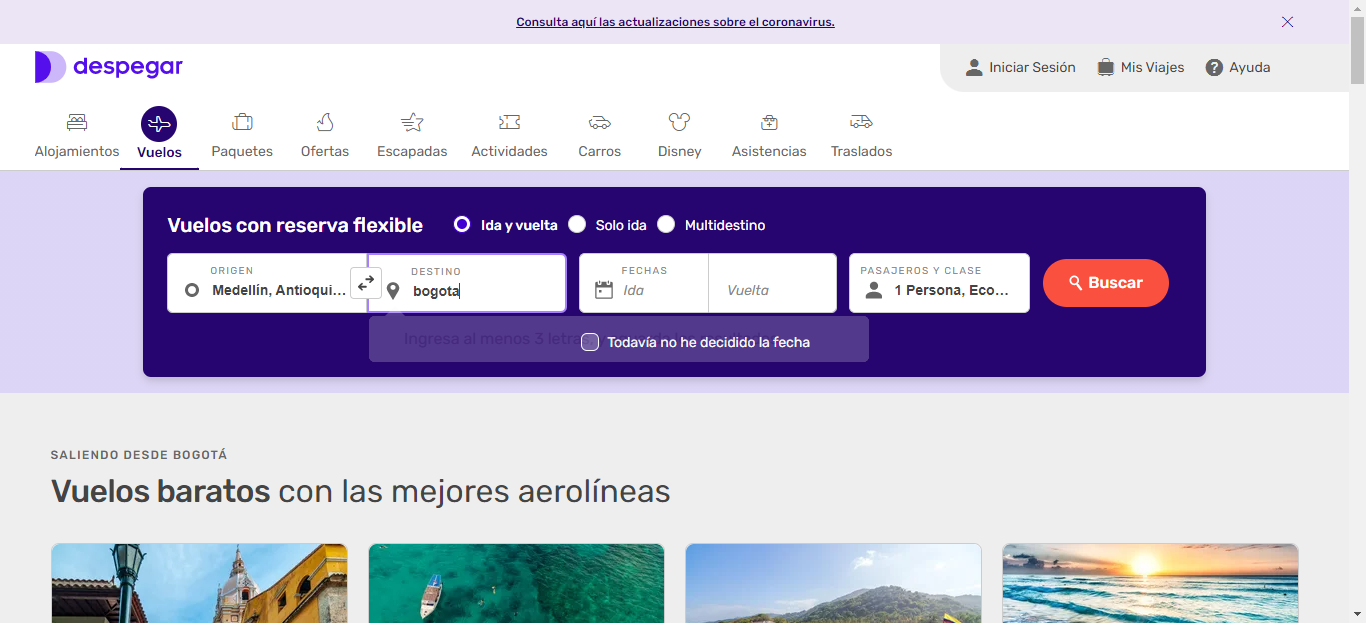 Consulta aquí las actualizaciones sobre el coronavirus.
despegar
Iniciar Sesión
Mis Viajes
? Ayuda
Alojamientos
Vuelos
Paquetes
Ofertas
Escapadas
Actividades
Carros
Disney
Asistencias
Traslados
Vuelos con reserva flexible
Ida y vuelta
Solo ida
Multidestino
ORIGEN
Medellín, Antioqui...
DESTINO
bogota
FECHAS
Ida
Vuelta
PASAJEROS Y CLASE
1 Persona, Eco...
Buscar
Ingresa al menos 3 letras
Todavía no he decidido la fecha
SALIENDO DESDE BOGOTÁ
Vuelos baratos con las mejores aerolíneas